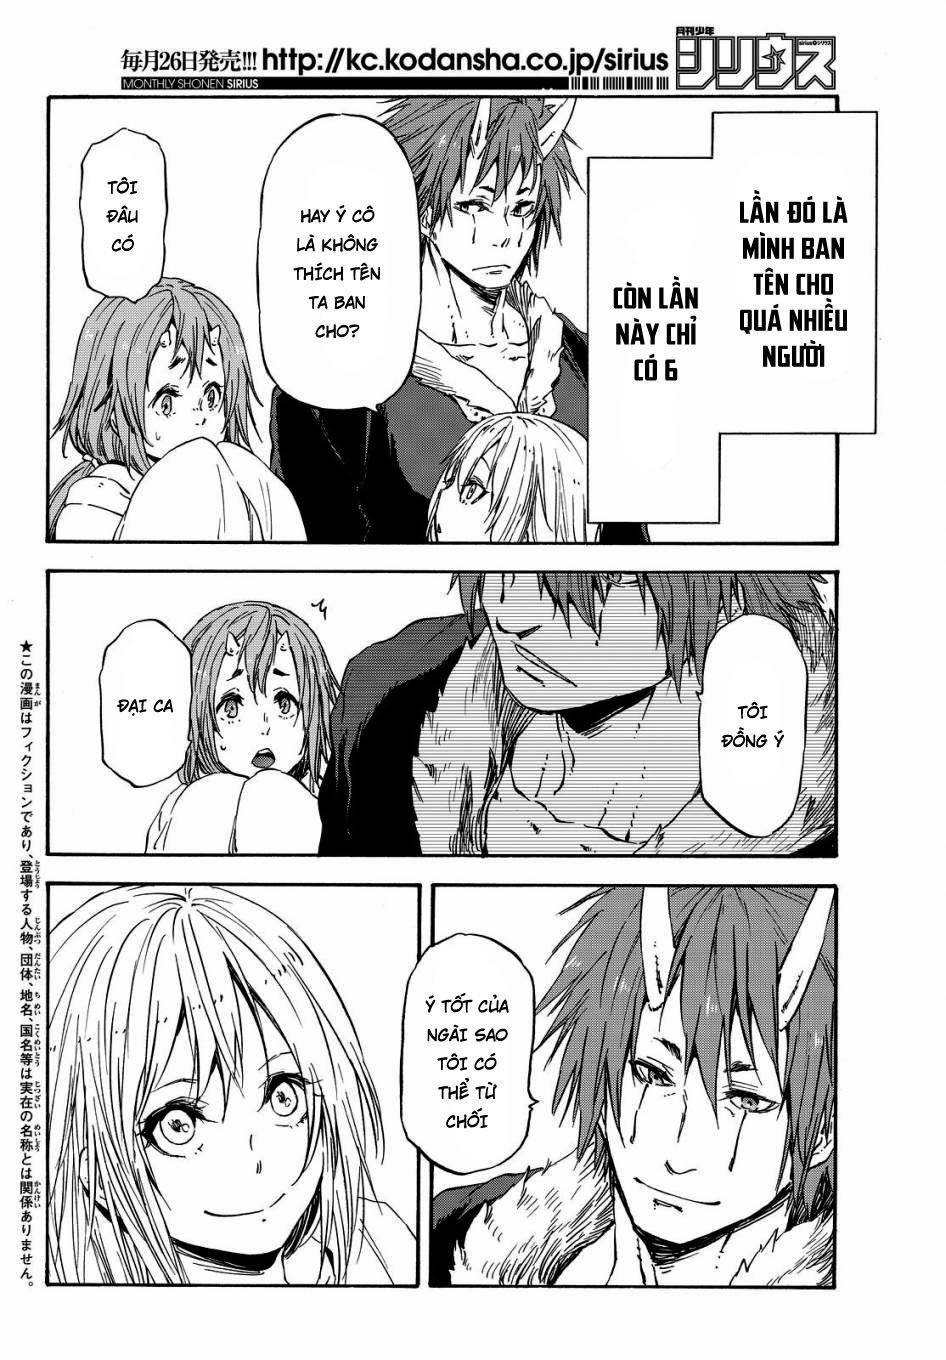 毎月26日発売!!! http://kc.kodansha.co.jp/sirius
MONTHLY SHONEN SIRIUS
月刊少年
シリウス
LẦN ĐÓ LÀ
MÌNH BAN
TÊN CHO
QUÁ NHIỀU
NGƯỜI
CÒN LẦN
NÀY CHỈ
CÓ 6
HAY Ý CÔ
LÀ KHÔNG
THÍCH TÊN
TA BAN
CHO?
TÔI
ĐÂU
CÓ
TÔI
ĐỒNG Ý
ĐẠI CA
Ý TỐT CỦA
NGÀI SAO
TÔI CÓ
THỂ TỪ
CHỐI
★この漫画はフィクションであり、登場する人物、団体、地名、国名等は実在の名称とは関係ありません。